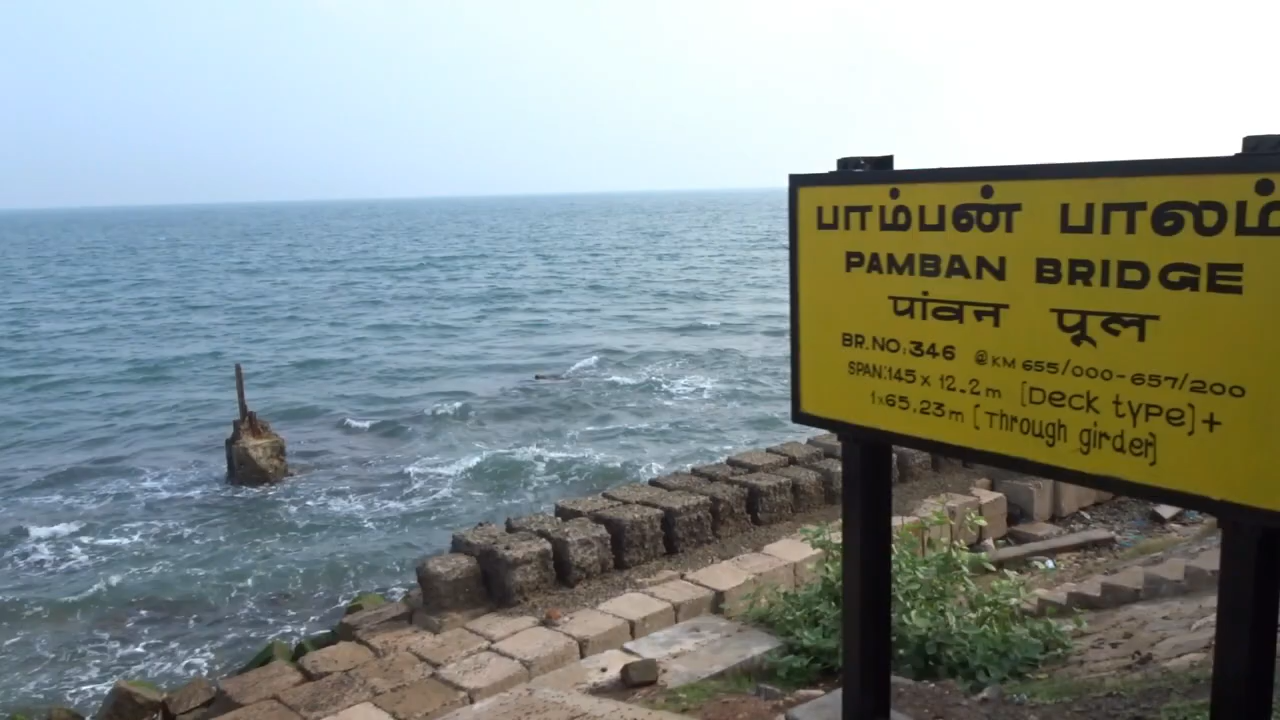 பாம்பன் பாலம்
PAMBAN BRIDGE
पांवन पूल
BR.NO:346 @KM 655/000-657/200
SPAN:145 x 12.2m [Deck type]+
1x65.23m [Through girder]